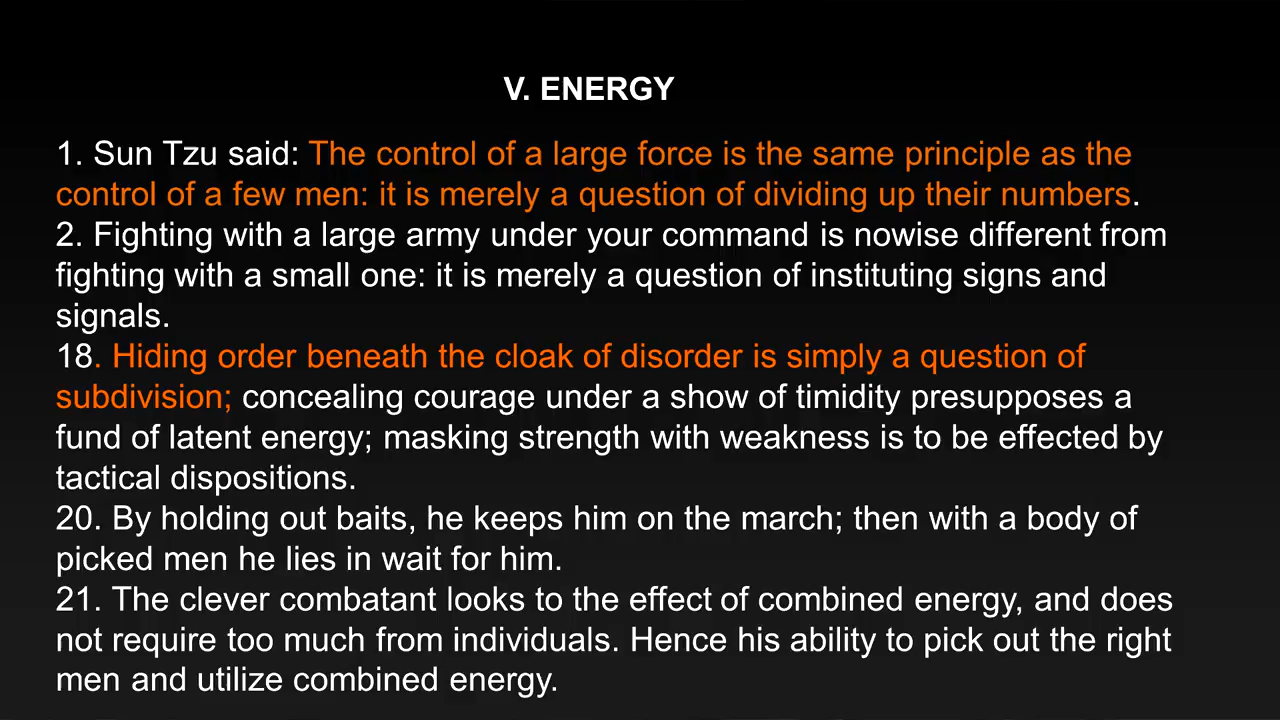 V. ENERGY
1. Sun Tzu said: The control of a large force is the same principle as the
control of a few men: it is merely a question of dividing up their numbers.
2. Fighting with a large army under your command is nowise different from
fighting with a small one: it is merely a question of instituting signs and
signals.
18. Hiding order beneath the cloak of disorder is simply a question of
subdivision; concealing courage under a show of timidity presupposes a
fund of latent energy; masking strength with weakness is to be effected by
tactical dispositions.
20. By holding out baits, he keeps him on the march; then with a body of
picked men he lies in wait for him.
21. The clever combatant looks to the effect of combined energy, and does
not require too much from individuals. Hence his ability to pick out the right
men and utilize combined energy.